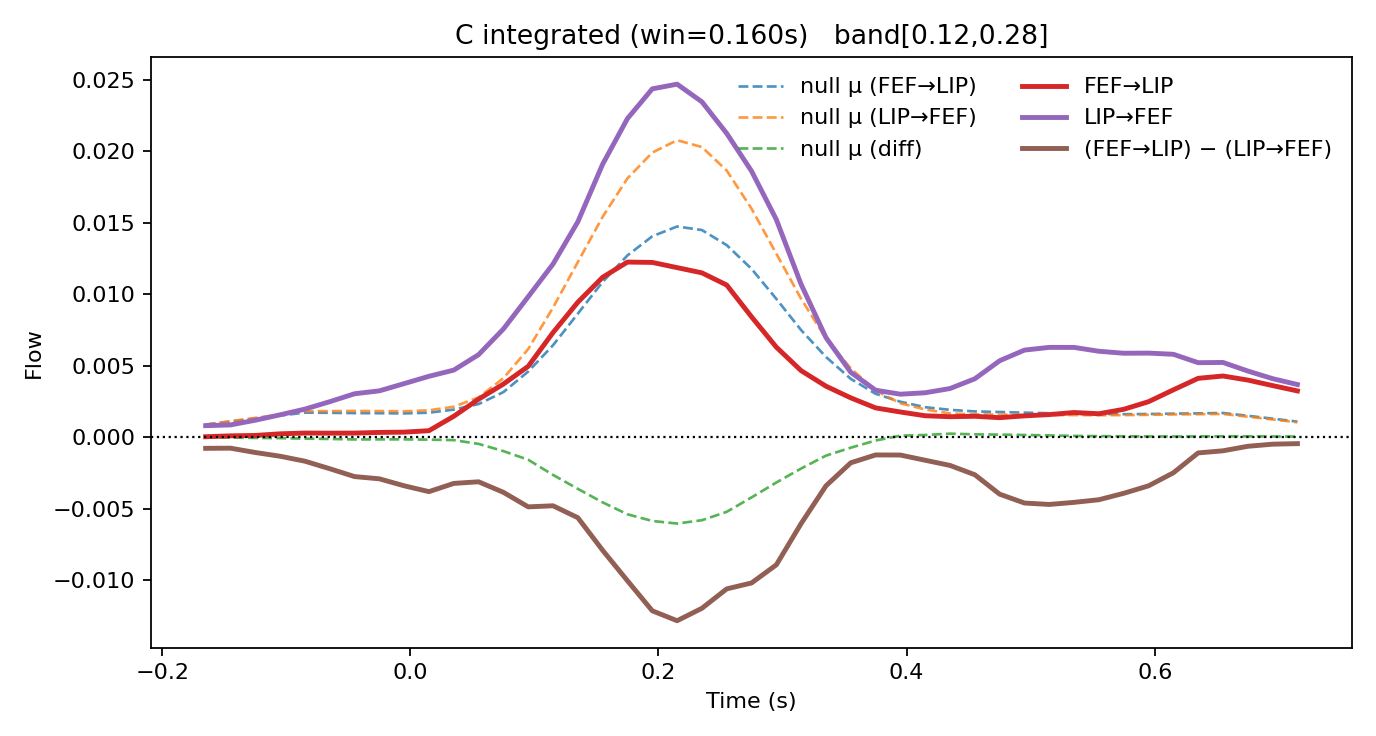 C integrated (win=0.160s)   band[0.12,0.28]
null μ (FEF→LIP)
null μ (LIP→FEF)
null μ (diff)
FEF→LIP
LIP→FEF
(FEF→LIP) − (LIP→FEF)
Flow
0.025
0.020
0.015
0.010
0.005
0.000
−0.005
−0.010
−0.2
0.0
0.2
0.4
0.6
Time (s)